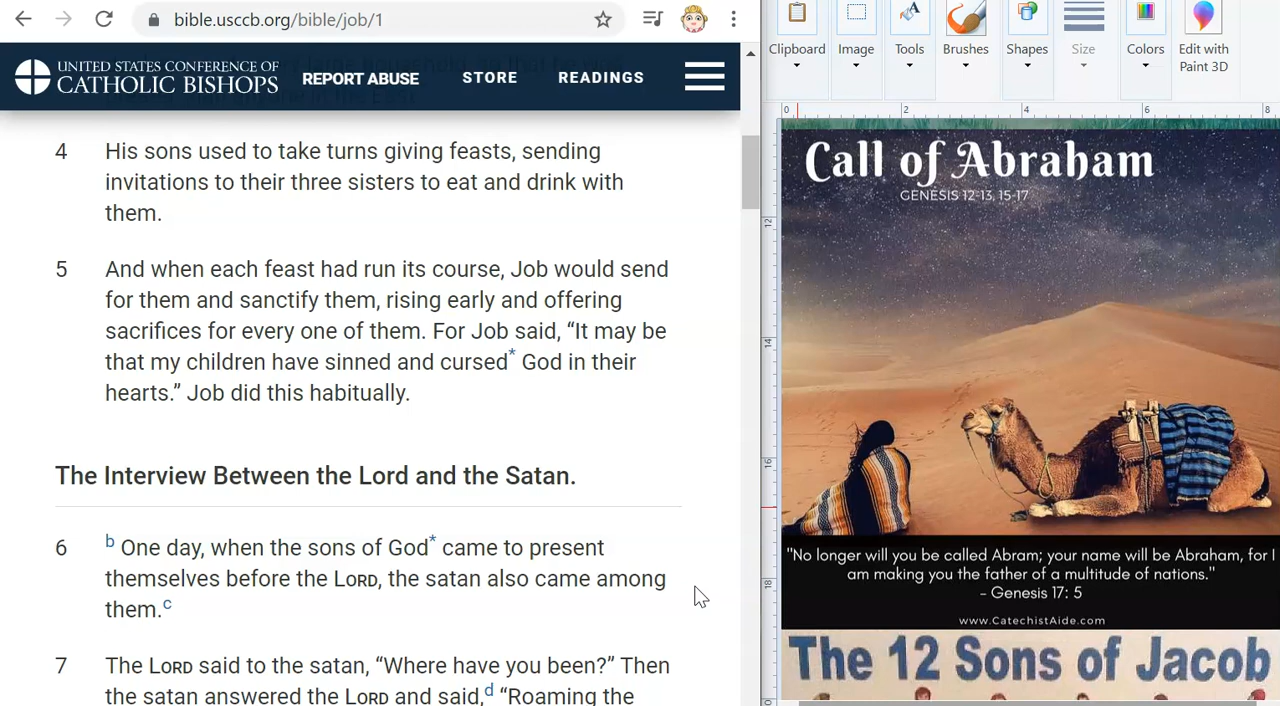 bible.usccb.org/bible/job/1
UNITED STATES CONFERENCE OF
CATHOLIC BISHOPS
REPORT ABUSE
STORE
READINGS
4 His sons used to take turns giving feasts, sending
invitations to their three sisters to eat and drink with
them.
5 And when each feast had run its course, Job would send
for them and sanctify them, rising early and offering
sacrifices for every one of them. For Job said, “It may be
that my children have sinned and cursed* God in their
hearts.” Job did this habitually.
The Interview Between the Lord and the Satan.
6 b One day, when the sons of God* came to present
themselves before the LORD, the satan also came among
them.c
7 The LORD said to the satan, “Where have you been?” Then
the satan answered the LORD and said,d “Roaming the
Clipboard
Image
Tools
Brushes
Shapes
Size
Colors
Edit with
Paint 3D
0 2 4 6 8
12
14
16
18
Call of Abraham
GENESIS 12-13, 15-17
"No longer will you be called Abram; your name will be Abraham, for I
am making you the father of a multitude of nations."
- Genesis 17: 5
www.CatechistAide.com
The 12 Sons of Jacob